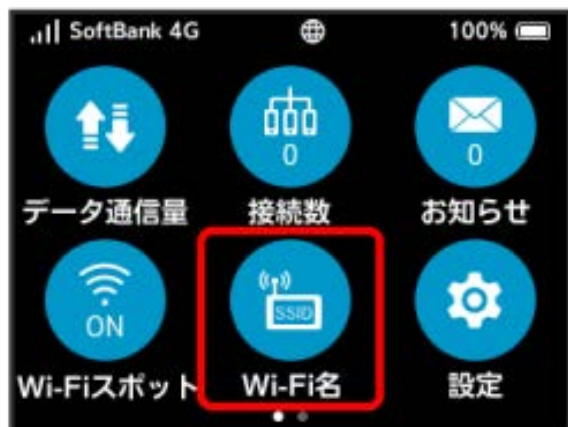 SoftBank 4G 100%
0 0
データ通信量 接続数 お知らせ
ON SSID
Wi-Fiスポット Wi-Fi名 設定